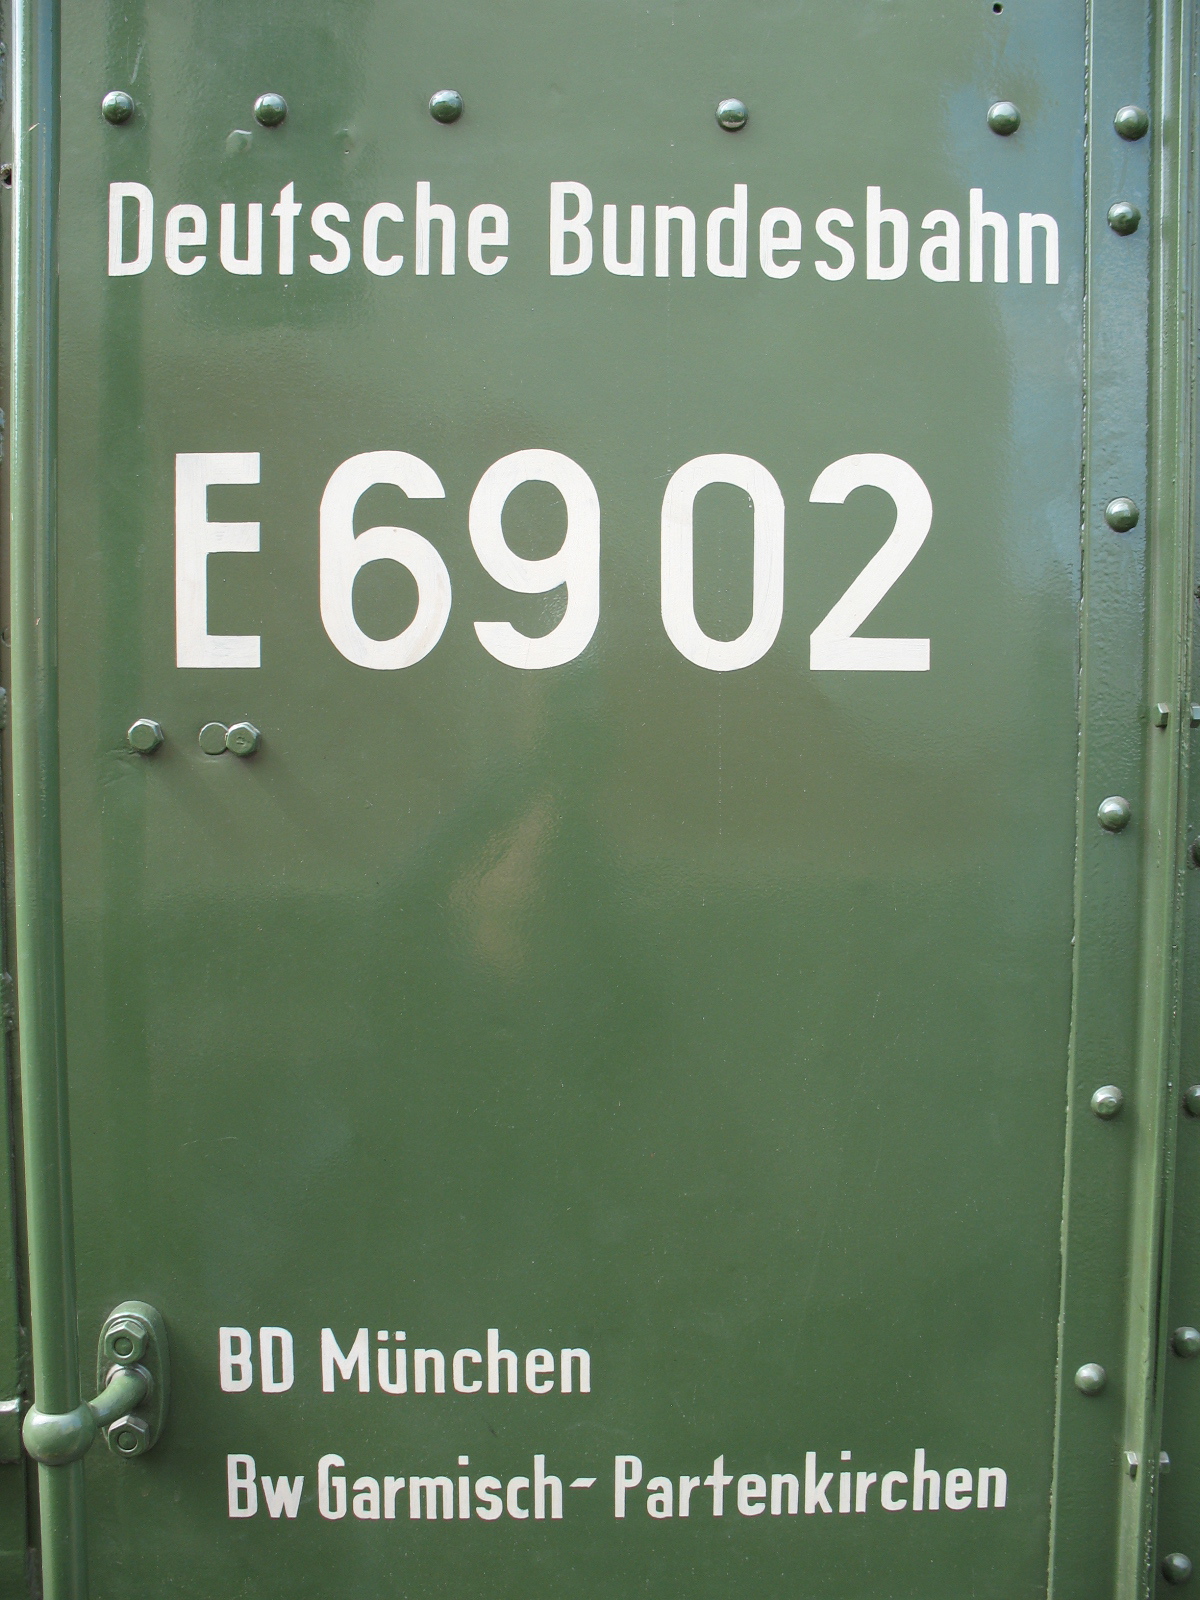 Deutsche Bundesbahn
E 69 02
BD München
Bw Garmisch-Partenkirchen